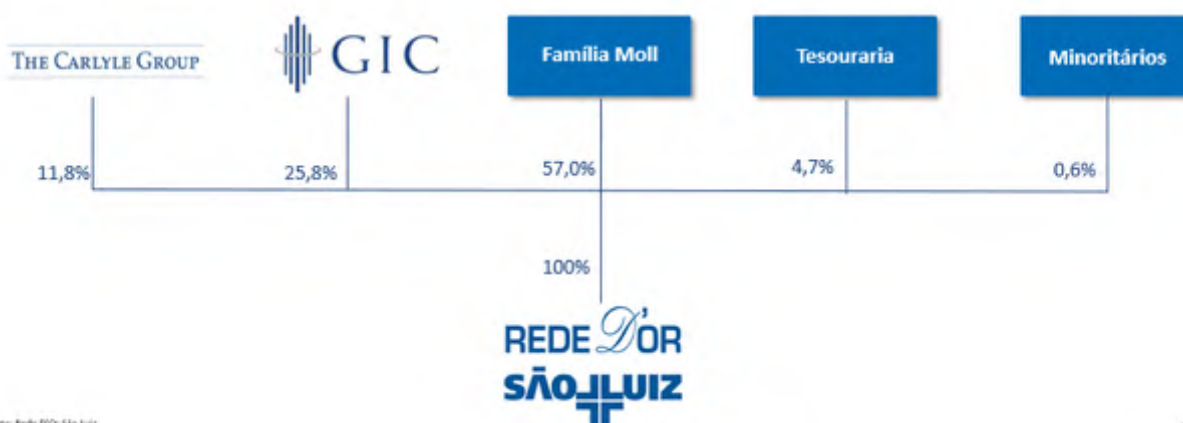 THE CARLYLE GROUP
GIC
Família Moll
Tesouraria
Minoritários
11,8%
25,8%
57,0%
4,7%
0,6%
100%
REDE D'OR
SÃO LUIZ